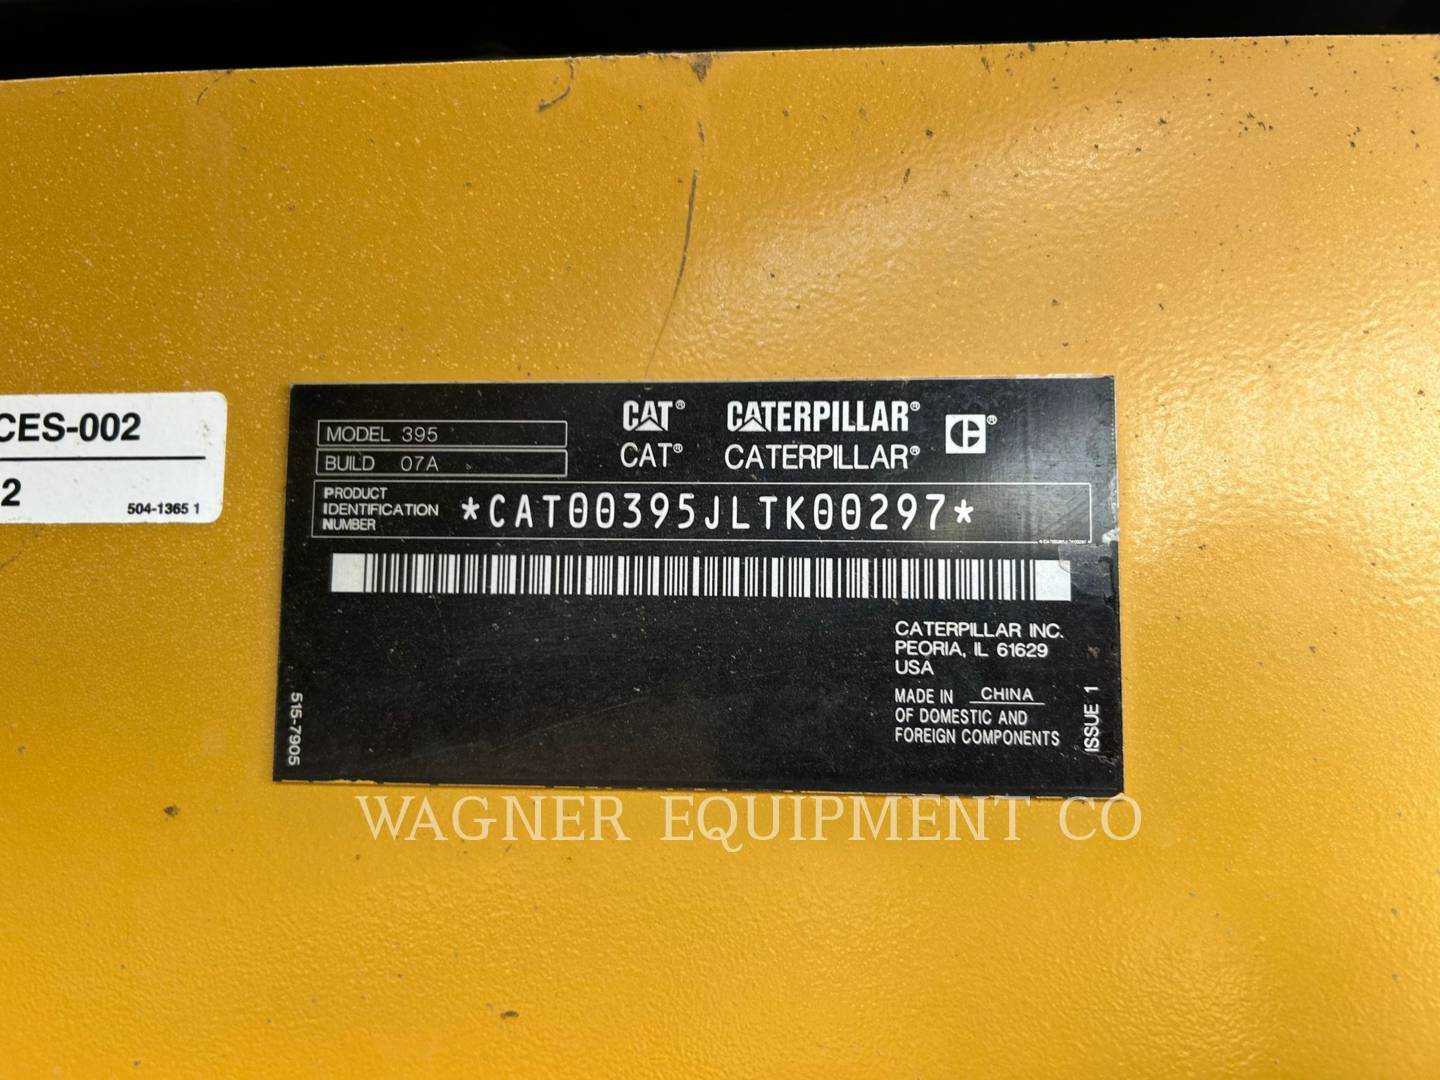 CES-002
2
504-1365 1
MODEL 395
BUILD 07A
CAT® CATERPILLAR® ®
CAT® CATERPILLAR®
PRODUCT
IDENTIFICATION
NUMBER
*CAT00395JLTK00297*
CATERPILLAR INC.
PEORIA, IL 61629
USA
MADE IN CHINA
OF DOMESTIC AND
FOREIGN COMPONENTS
515-7905
ISSUE 1
WAGNER EQUIPMENT CO